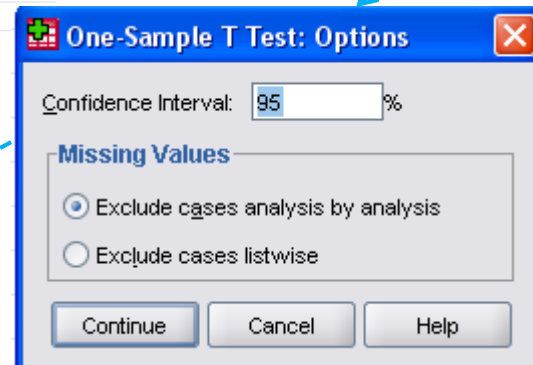 One-Sample T Test: Options
Confidence Interval: 95 %
Missing Values
Exclude cases analysis by analysis
Exclude cases listwise
Continue Cancel Help